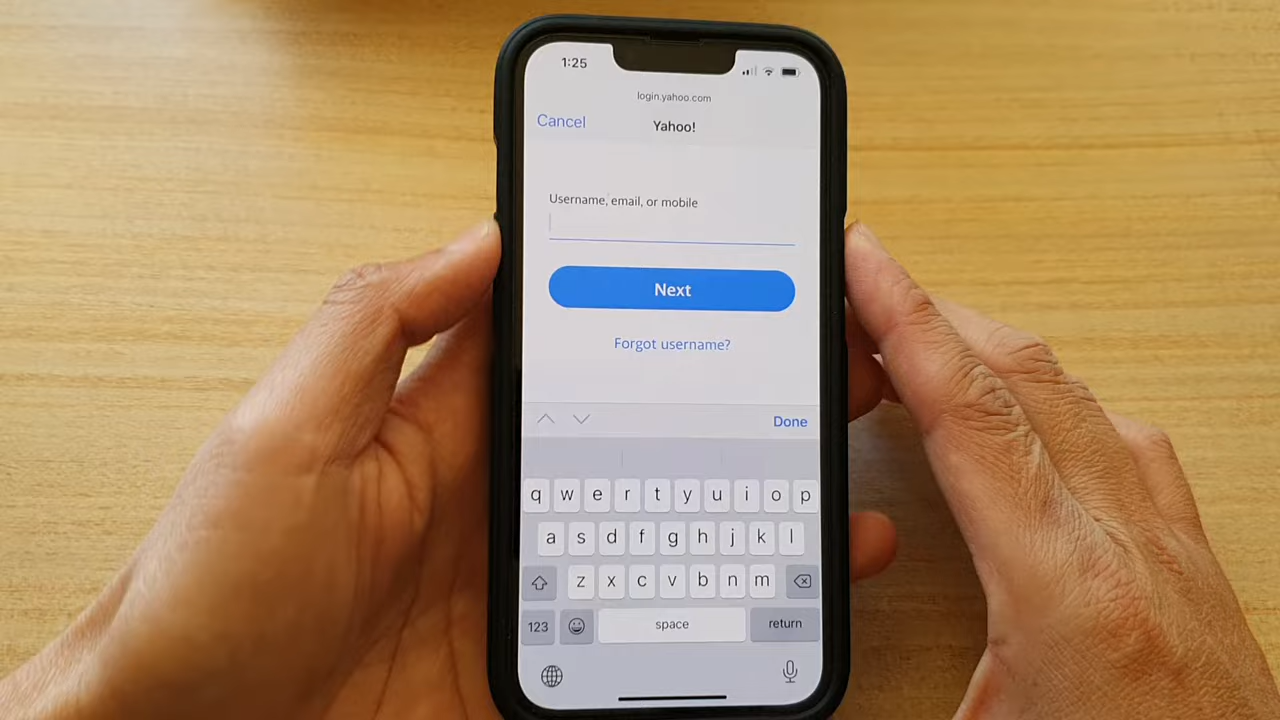 1:25
login.yahoo.com
Cancel Yahoo!
Username, email, or mobile
Next
Forgot username?
Done
q w e r t y u i o p
a s d f g h j k l
z x c v b n m
123 space return